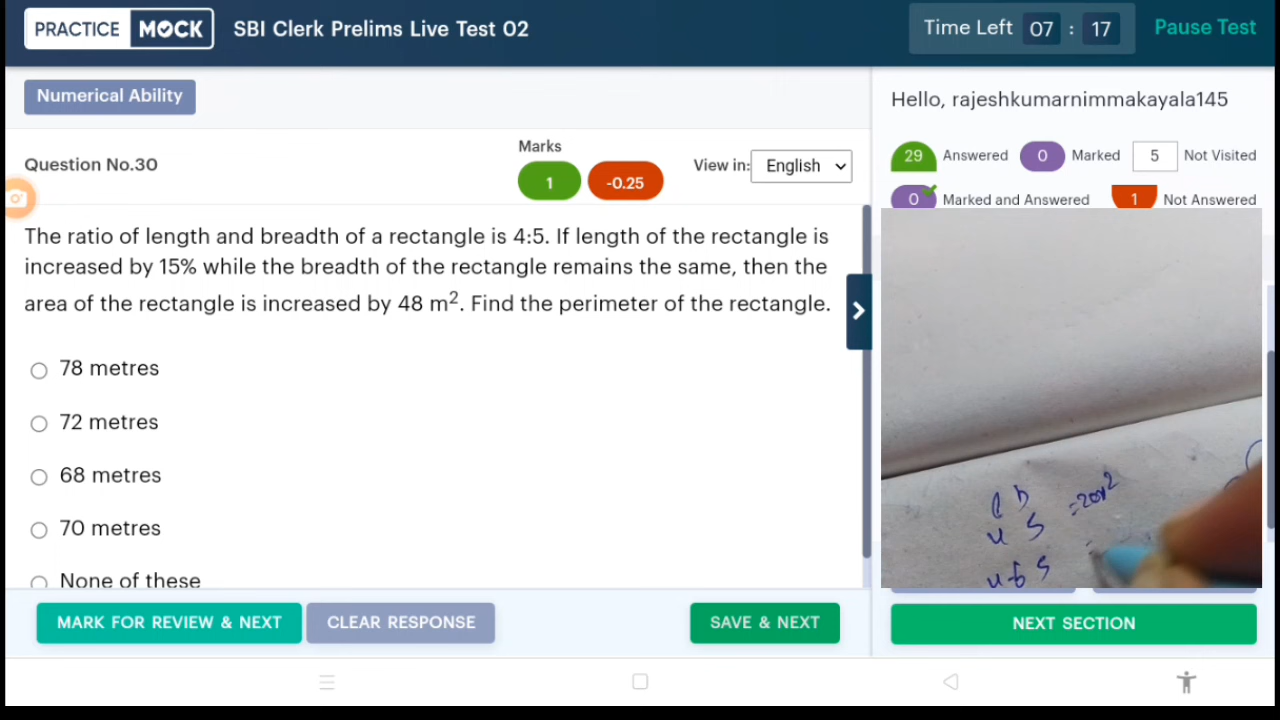 PRACTICE MOCK
SBI Clerk Prelims Live Test 02
Time Left 07 : 17
Pause Test
Numerical Ability
Hello, rajeshkumarnimmakayala145
Question No.30
Marks
1
-0.25
View in: English
29 Answered
0 Marked
5 Not Visited
0 Marked and Answered
1 Not Answered
The ratio of length and breadth of a rectangle is 4:5. If length of the rectangle is
increased by 15% while the breadth of the rectangle remains the same, then the
area of the rectangle is increased by 48 m². Find the perimeter of the rectangle.
78 metres
72 metres
68 metres
70 metres
None of these
l b
4 5 =20x²
4.6 5
MARK FOR REVIEW & NEXT
CLEAR RESPONSE
SAVE & NEXT
NEXT SECTION